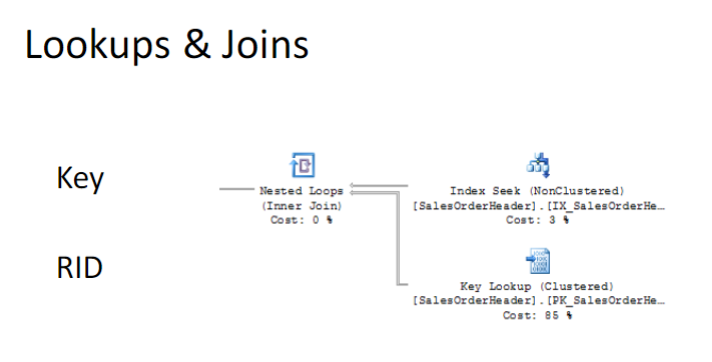 Lookups & Joins
Key
Nested Loops
(Inner Join)
Cost: 0 %
Index Seek (NonClustered)
[SalesOrderHeader].[IX_SalesOrderHe…
Cost: 3 %
RID
Key Lookup (Clustered)
[SalesOrderHeader].[PK_SalesOrderHe…
Cost: 85 %